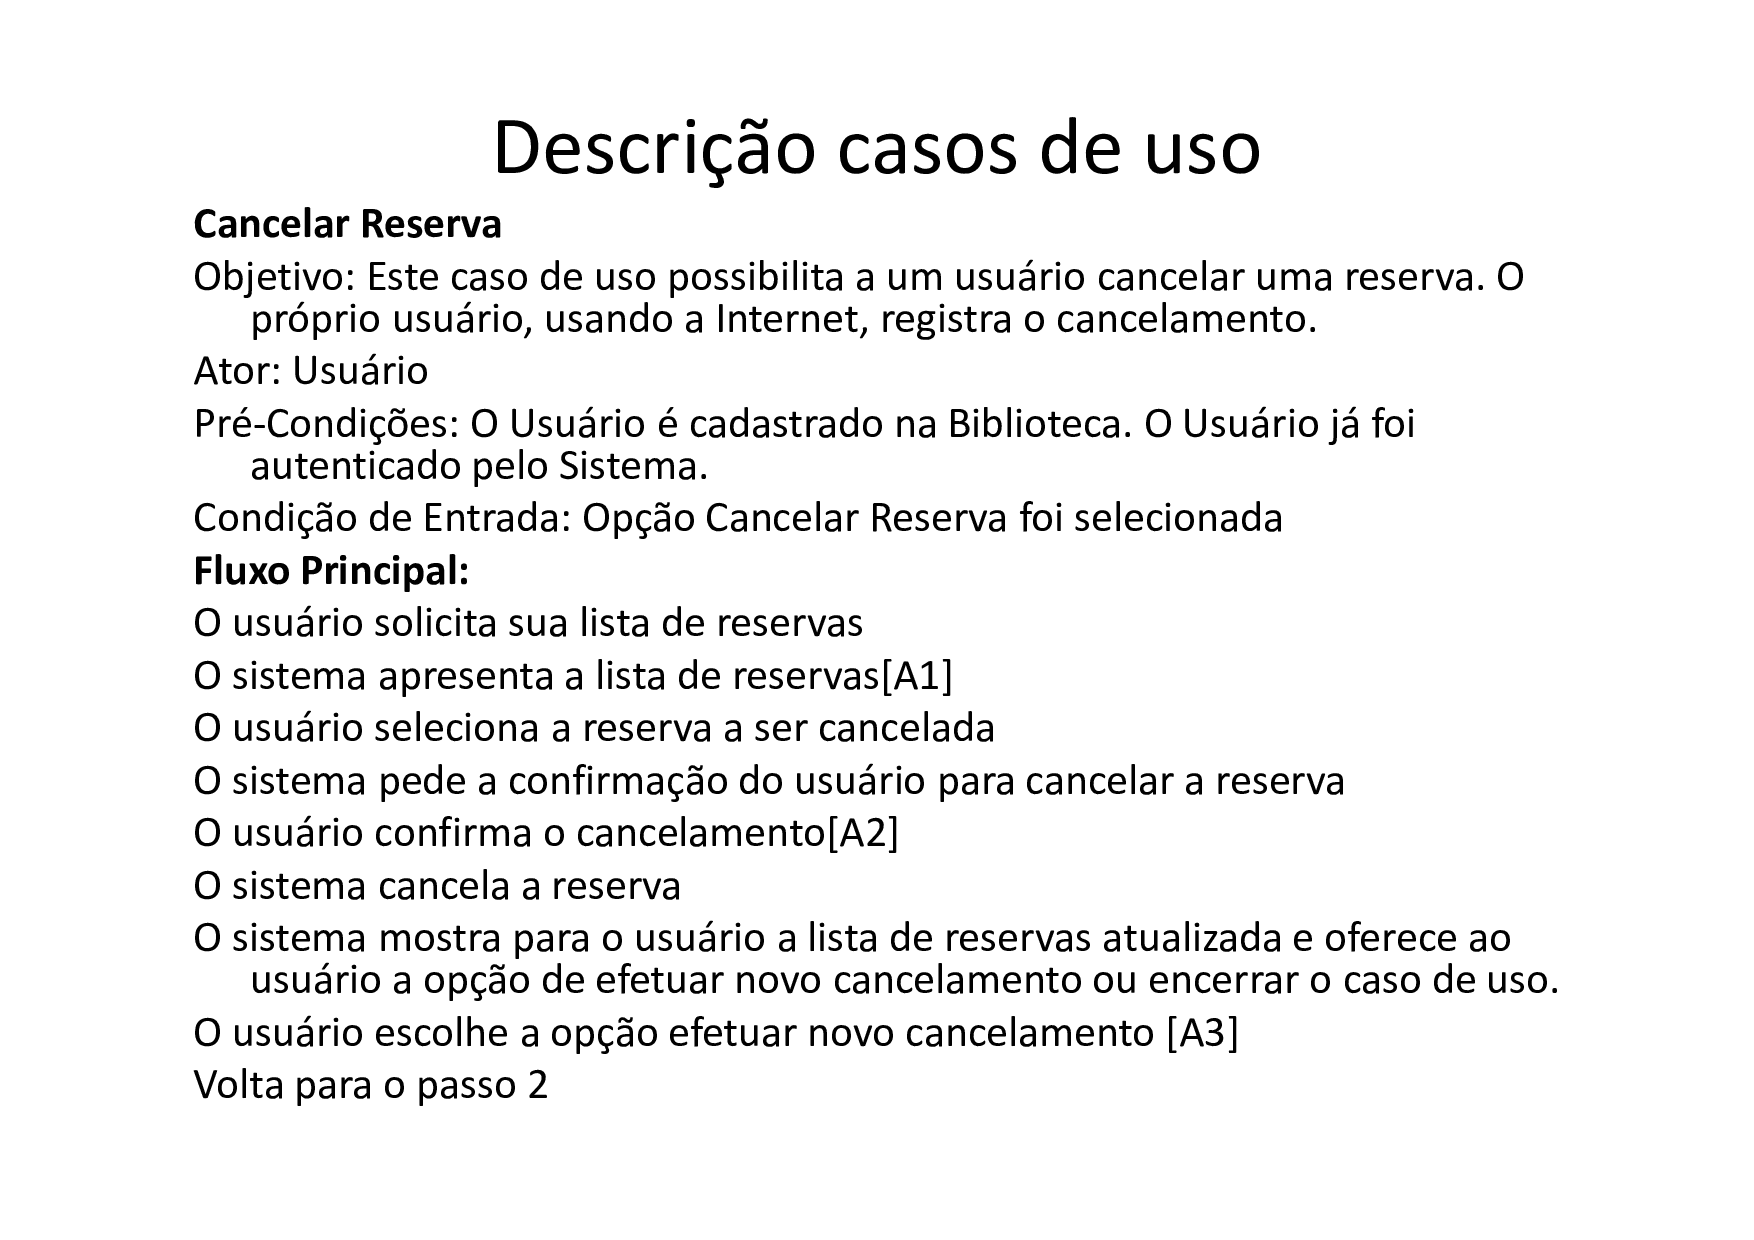 Descrição casos de uso
Cancelar Reserva
Objetivo: Este caso de uso possibilita a um usuário cancelar uma reserva. O
próprio usuário, usando a Internet, registra o cancelamento.
Ator: Usuário
Pré-Condições: O Usuário é cadastrado na Biblioteca. O Usuário já foi
autenticado pelo Sistema.
Condição de Entrada: Opção Cancelar Reserva foi selecionada
Fluxo Principal:
O usuário solicita sua lista de reservas
O sistema apresenta a lista de reservas[A1]
O usuário seleciona a reserva a ser cancelada
O sistema pede a confirmação do usuário para cancelar a reserva
O usuário confirma o cancelamento[A2]
O sistema cancela a reserva
O sistema mostra para o usuário a lista de reservas atualizada e oferece ao
usuário a opção de efetuar novo cancelamento ou encerrar o caso de uso.
O usuário escolhe a opção efetuar novo cancelamento [A3]
Volta para o passo 2